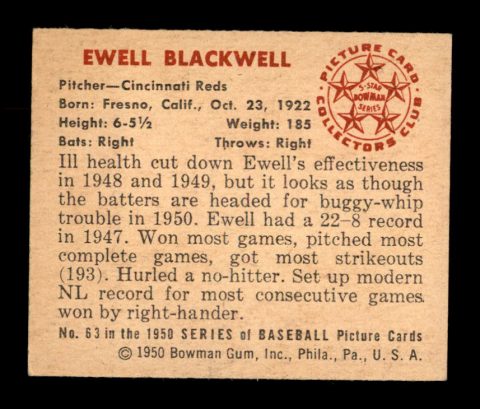 EWELL BLACKWELL
Pitcher—Cincinnati Reds
Born: Fresno, Calif., Oct. 23, 1922
Height: 6-5½ Weight: 185
Bats: Right Throws: Right
PICTURE CARD
COLLECTORS CLUB
5-STAR
BOWMAN
SERIES
Ill health cut down Ewell's effectiveness
in 1948 and 1949, but it looks as though
the batters are headed for buggy-whip
trouble in 1950. Ewell had a 22-8 record
in 1947. Won most games, pitched most
complete games, got most strikeouts
(193). Hurled a no-hitter. Set up modern
NL record for most consecutive games
won by right-hander.
No. 63 in the 1950 SERIES of BASEBALL Picture Cards
© 1950 Bowman Gum, Inc., Phila., Pa., U. S. A.